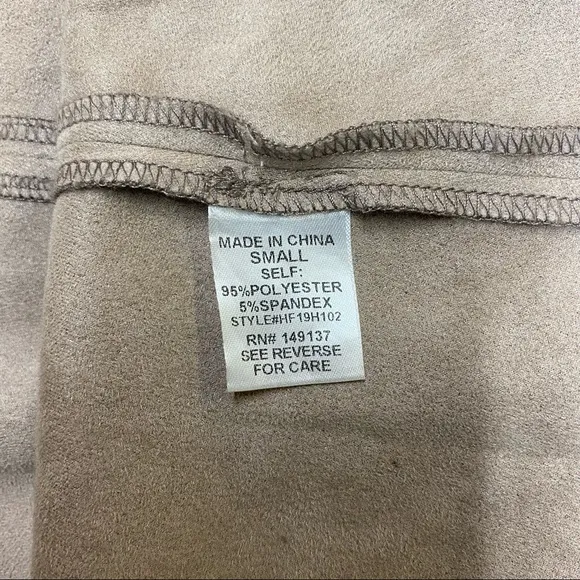 MADE IN CHINA
SMALL
SELF:
95%POLYESTER
5%SPANDEX
STYLE#HF19H102
RN# 149137
SEE REVERSE
FOR CARE